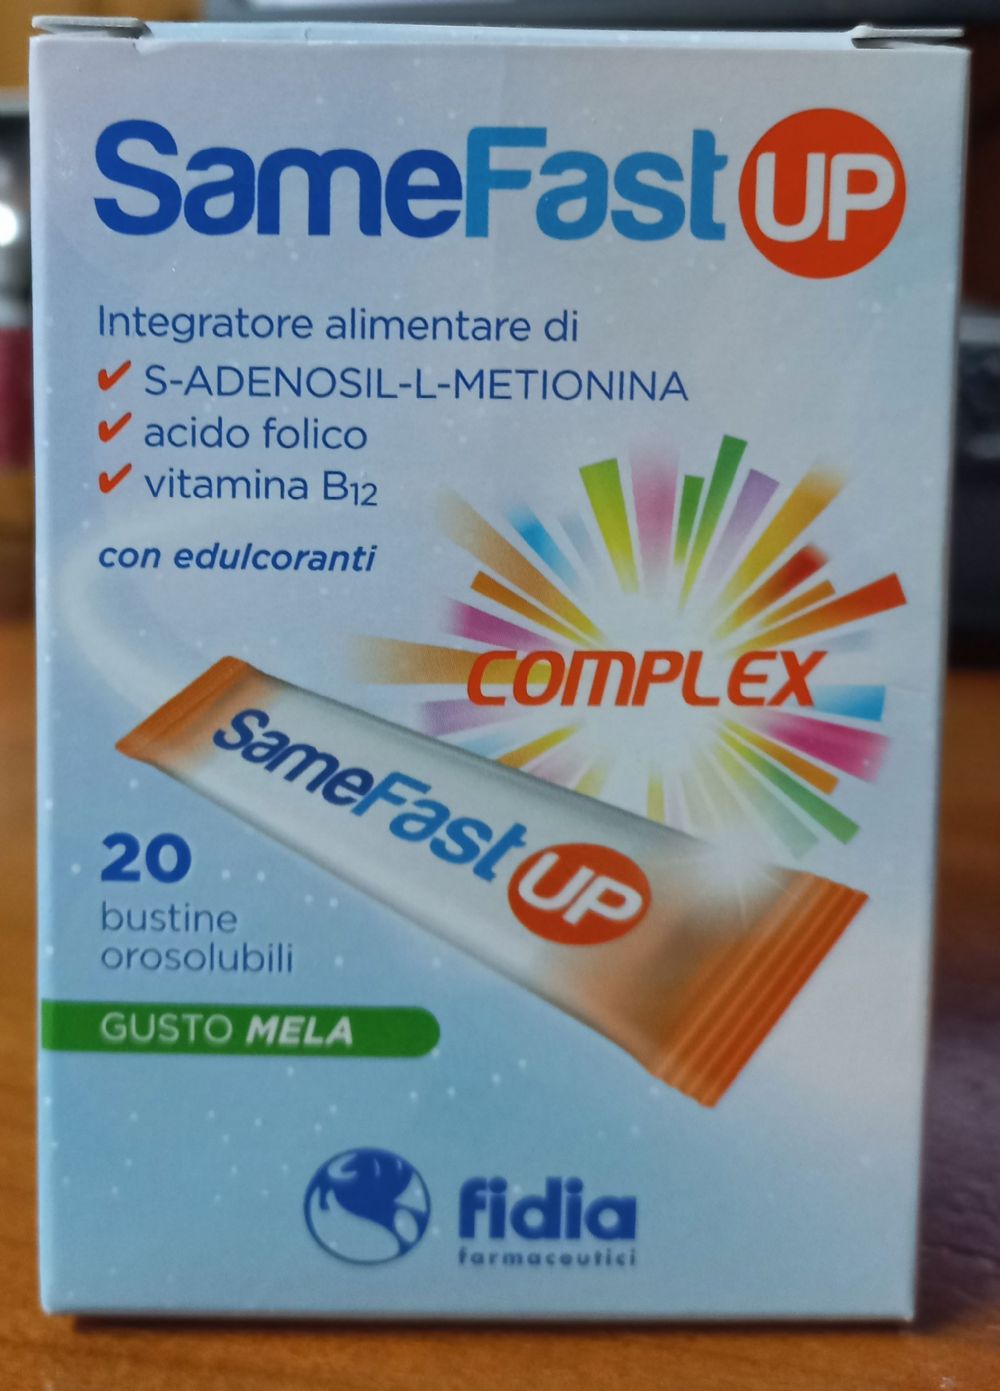 SameFast UP
Integratore alimentare di
✔ S-ADENOSIL-L-METIONINA
✔ acido folico
✔ vitamina B12
con edulcoranti
COMPLEX
SameFast UP
20
bustine
orosolubili
GUSTO MELA
fidia
farmaceutici